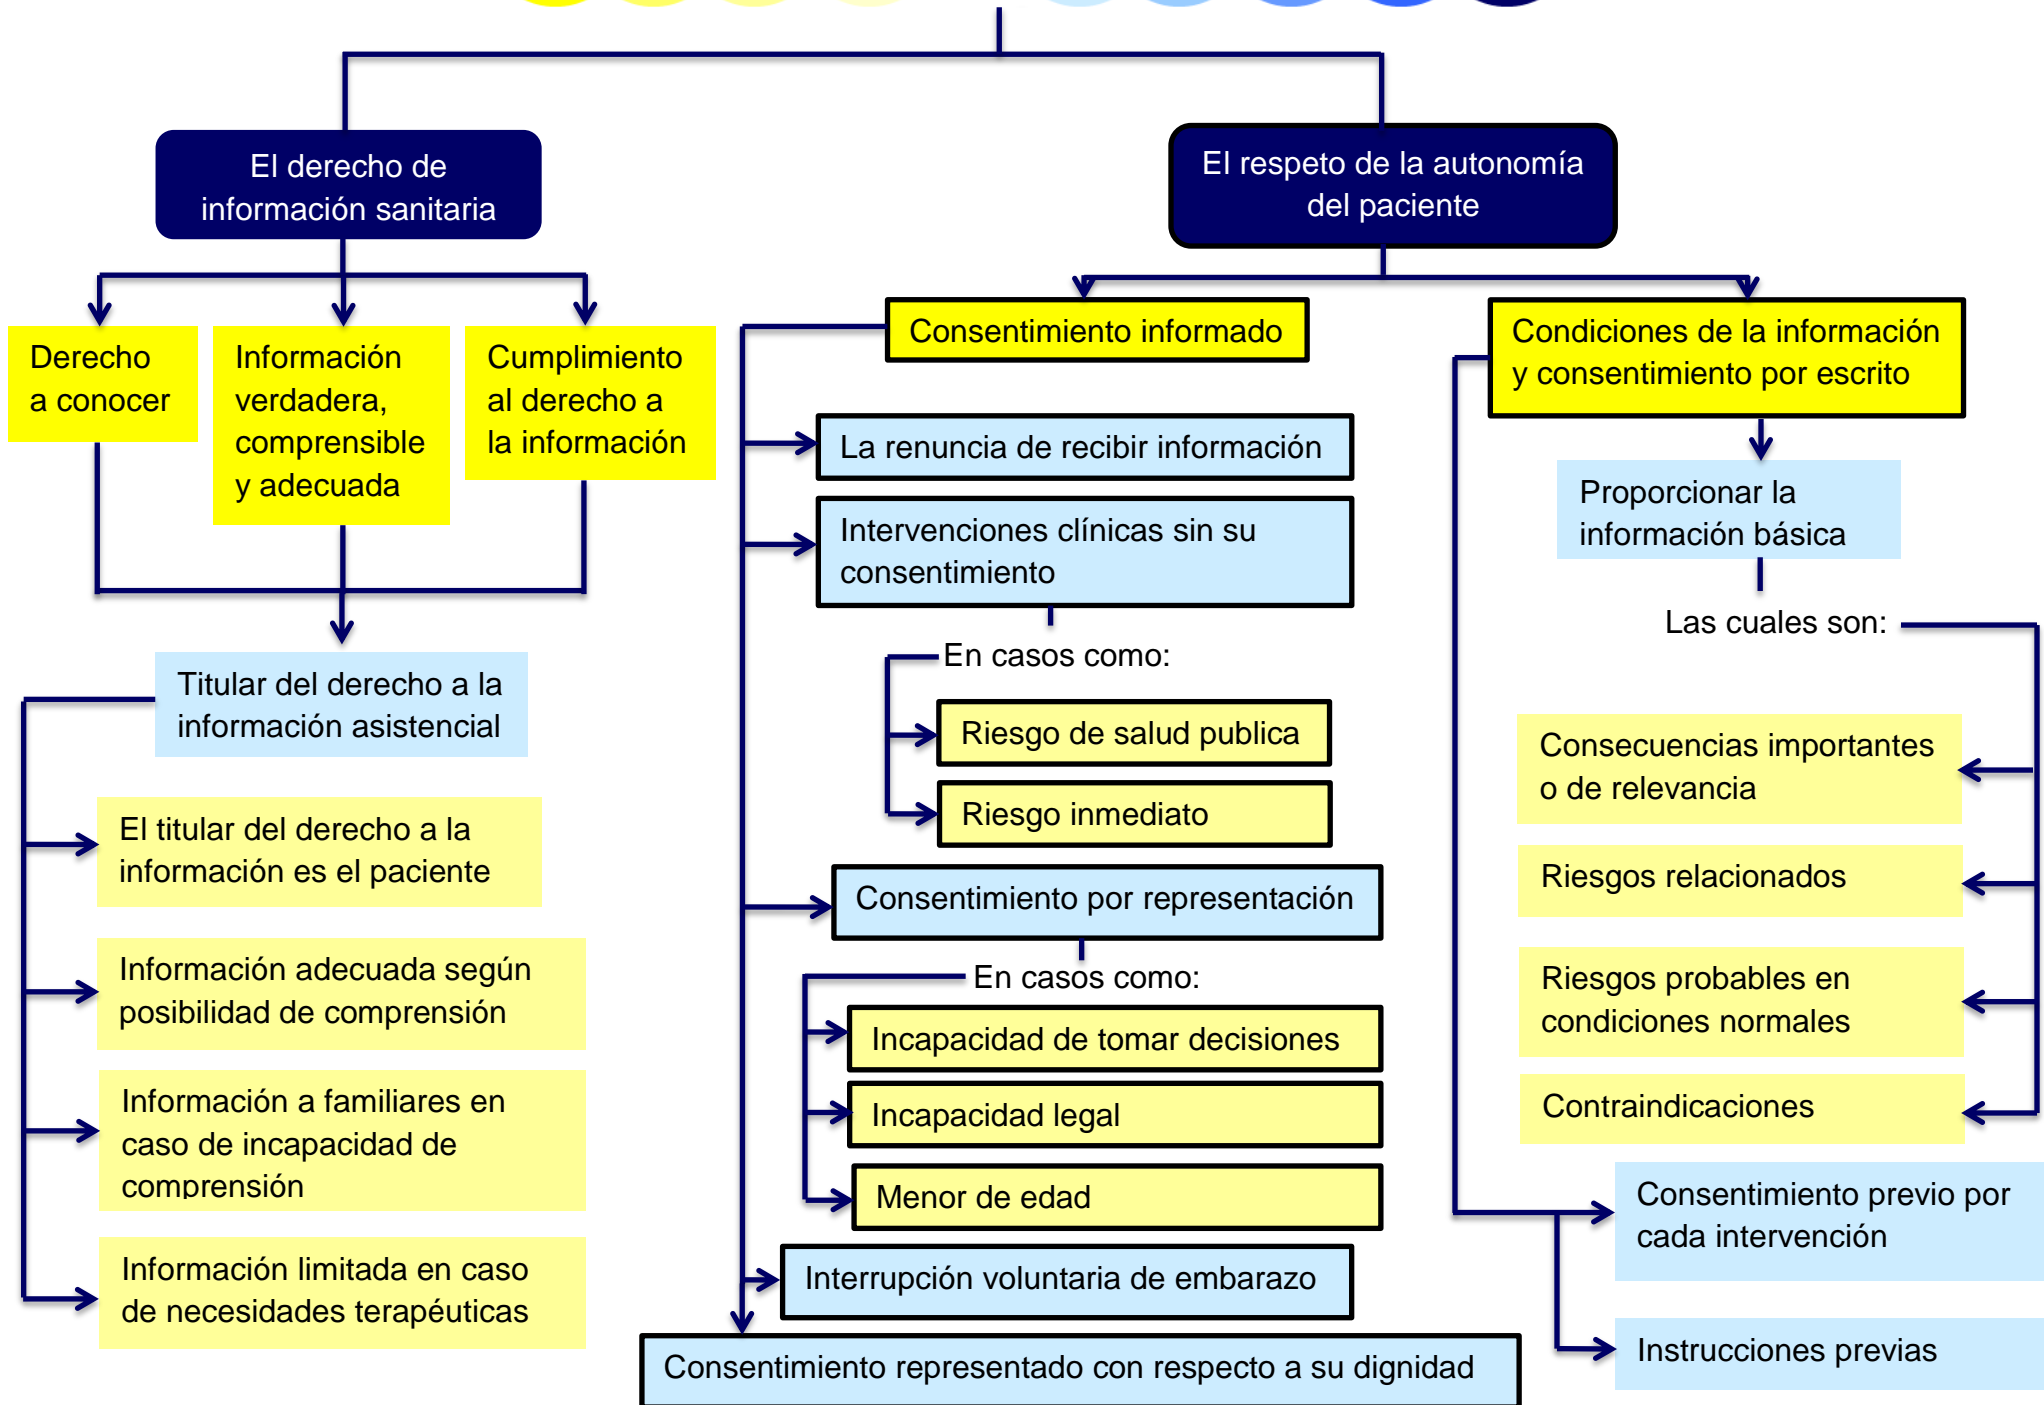 El derecho de
información sanitaria
El respeto de la autonomía
del paciente
Derecho
a conocer
Información
verdadera,
comprensible
y adecuada
Cumplimiento
al derecho a
la información
Titular del derecho a la
información asistencial
El titular del derecho a la
información es el paciente
Información adecuada según
posibilidad de comprensión
Información a familiares en
caso de incapacidad de
comprensión
Información limitada en caso
de necesidades terapéuticas
Consentimiento informado
La renuncia de recibir información
Intervenciones clínicas sin su
consentimiento
En casos como:
Riesgo de salud publica
Riesgo inmediato
Consentimiento por representación
En casos como:
Incapacidad de tomar decisiones
Incapacidad legal
Menor de edad
Interrupción voluntaria de embarazo
Consentimiento representado con respecto a su dignidad
Condiciones de la información
y consentimiento por escrito
Proporcionar la
información básica
Las cuales son:
Consecuencias importantes
o de relevancia
Riesgos relacionados
Riesgos probables en
condiciones normales
Contraindicaciones
Consentimiento previo por
cada intervención
Instrucciones previas